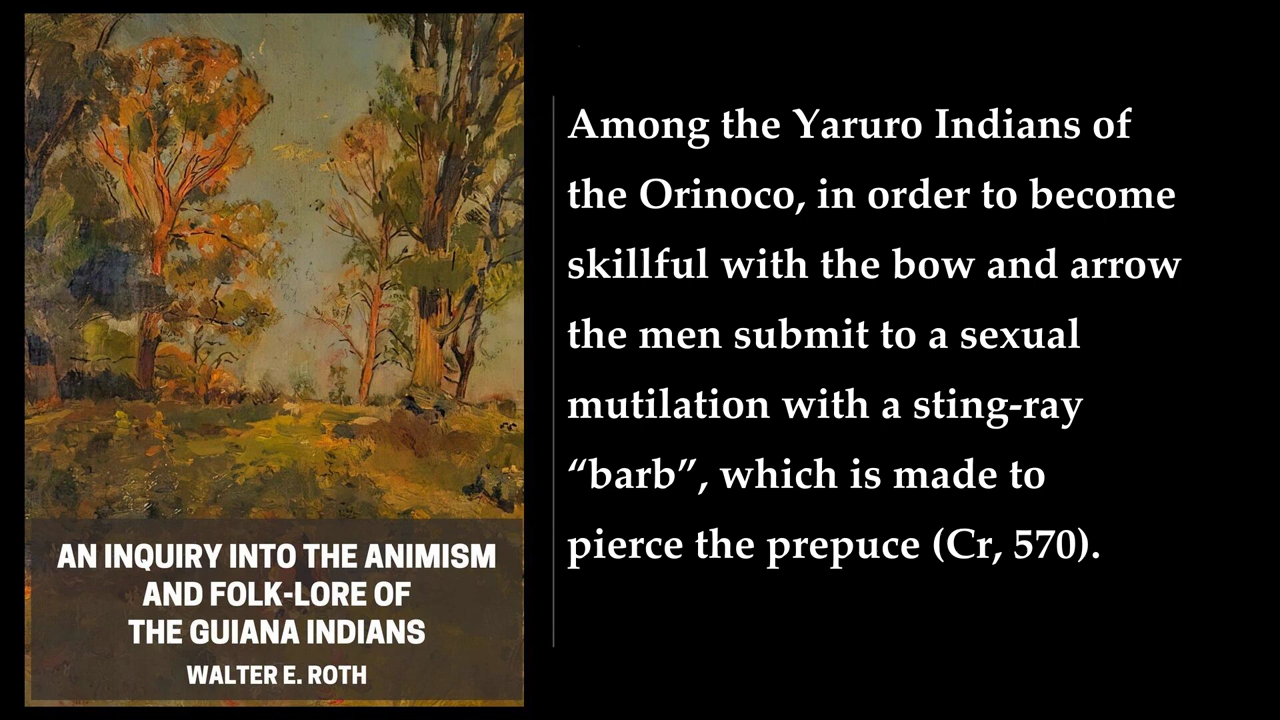 AN INQUIRY INTO THE ANIMISM
AND FOLK-LORE OF
THE GUIANA INDIANS
WALTER E. ROTH
Among the Yaruro Indians of
the Orinoco, in order to become
skillful with the bow and arrow
the men submit to a sexual
mutilation with a sting-ray
“barb”, which is made to
pierce the prepuce (Cr, 570).